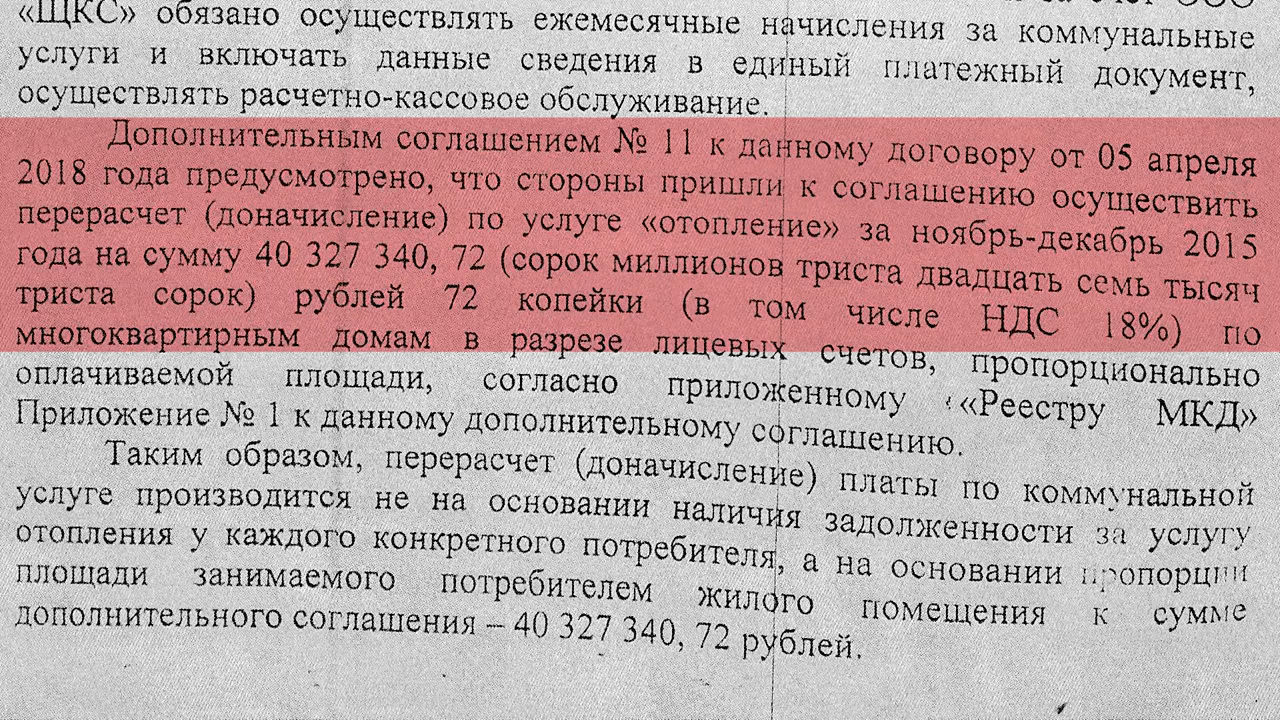 «ЩКС» обязано осуществлять ежемесячные начисления за коммунальные
услуги и включать данные сведения в единый платежный документ,
осуществлять расчетно-кассовое обслуживание.
Дополнительным соглашением № 11 к данному договору от 05 апреля
2018 года предусмотрено, что стороны пришли к соглашению осуществить
перерасчет (доначисление) по услуге «отопление» за ноябрь-декабрь 2015
года на сумму 40 327 340, 72 (сорок миллионов триста двадцать семь тысяч
триста сорок) рублей 72 копейки (в том числе НДС 18%) по
многоквартирным домам в разрезе лицевых счетов, пропорционально
оплачиваемой площади, согласно приложенному «Реестру МКД»
Приложение № 1 к данному дополнительному соглашению.
Таким образом, перерасчет (доначисление) платы по коммунальной
услуге производится не на основании наличия задолженности за услугу
отопления у каждого конкретного потребителя, а на основании пропорции
площади занимаемого потребителем жилого помещения к сумме
дополнительного соглашения – 40 327 340, 72 рублей.